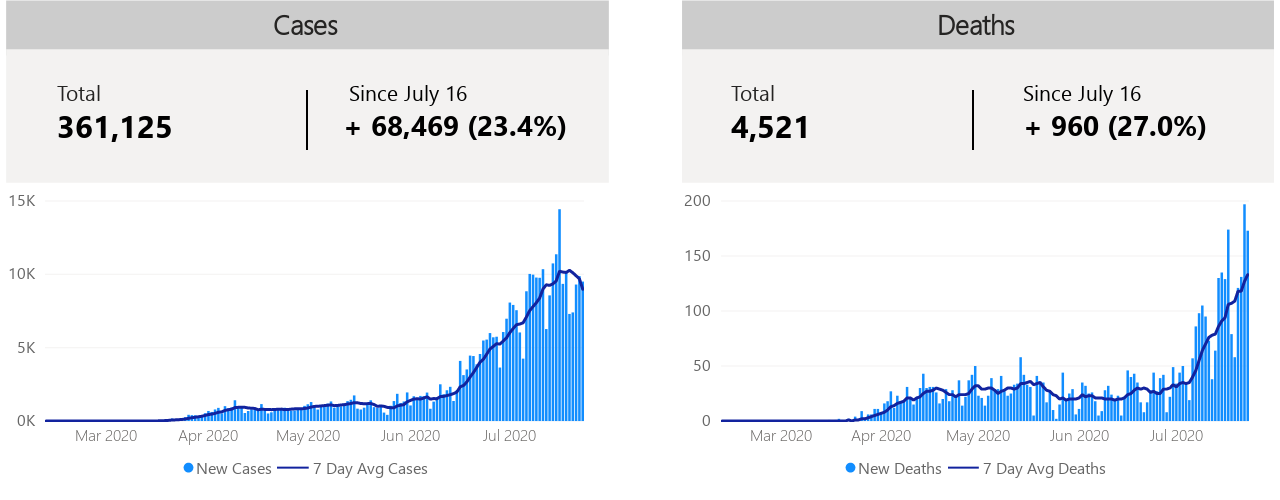 Cases
Total
361,125
Since July 16
+ 68,469 (23.4%)
15K
10K
5K
0K
Mar 2020 Apr 2020 May 2020 Jun 2020 Jul 2020
New Cases 7 Day Avg Cases
Deaths
Total
4,521
Since July 16
+ 960 (27.0%)
200
150
100
50
0
Mar 2020 Apr 2020 May 2020 Jun 2020 Jul 2020
New Deaths 7 Day Avg Deaths